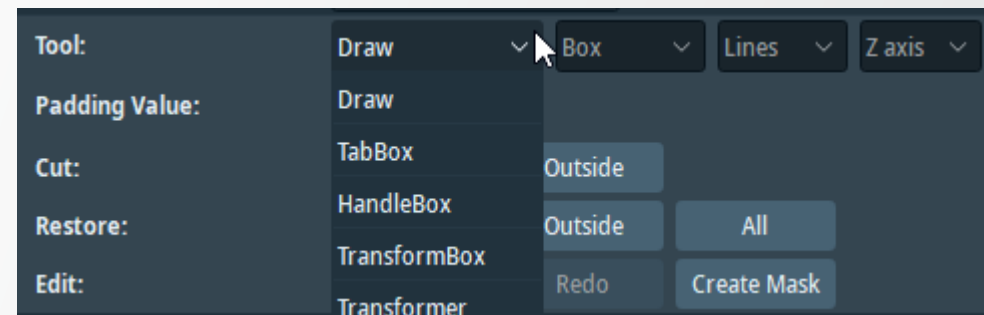 Tool: Draw Box Lines Z axis
Draw
Padding Value:
TabBox
Cut: Outside
HandleBox
Restore: Outside All
TransformBox
Edit: Redo Create Mask
Transformer